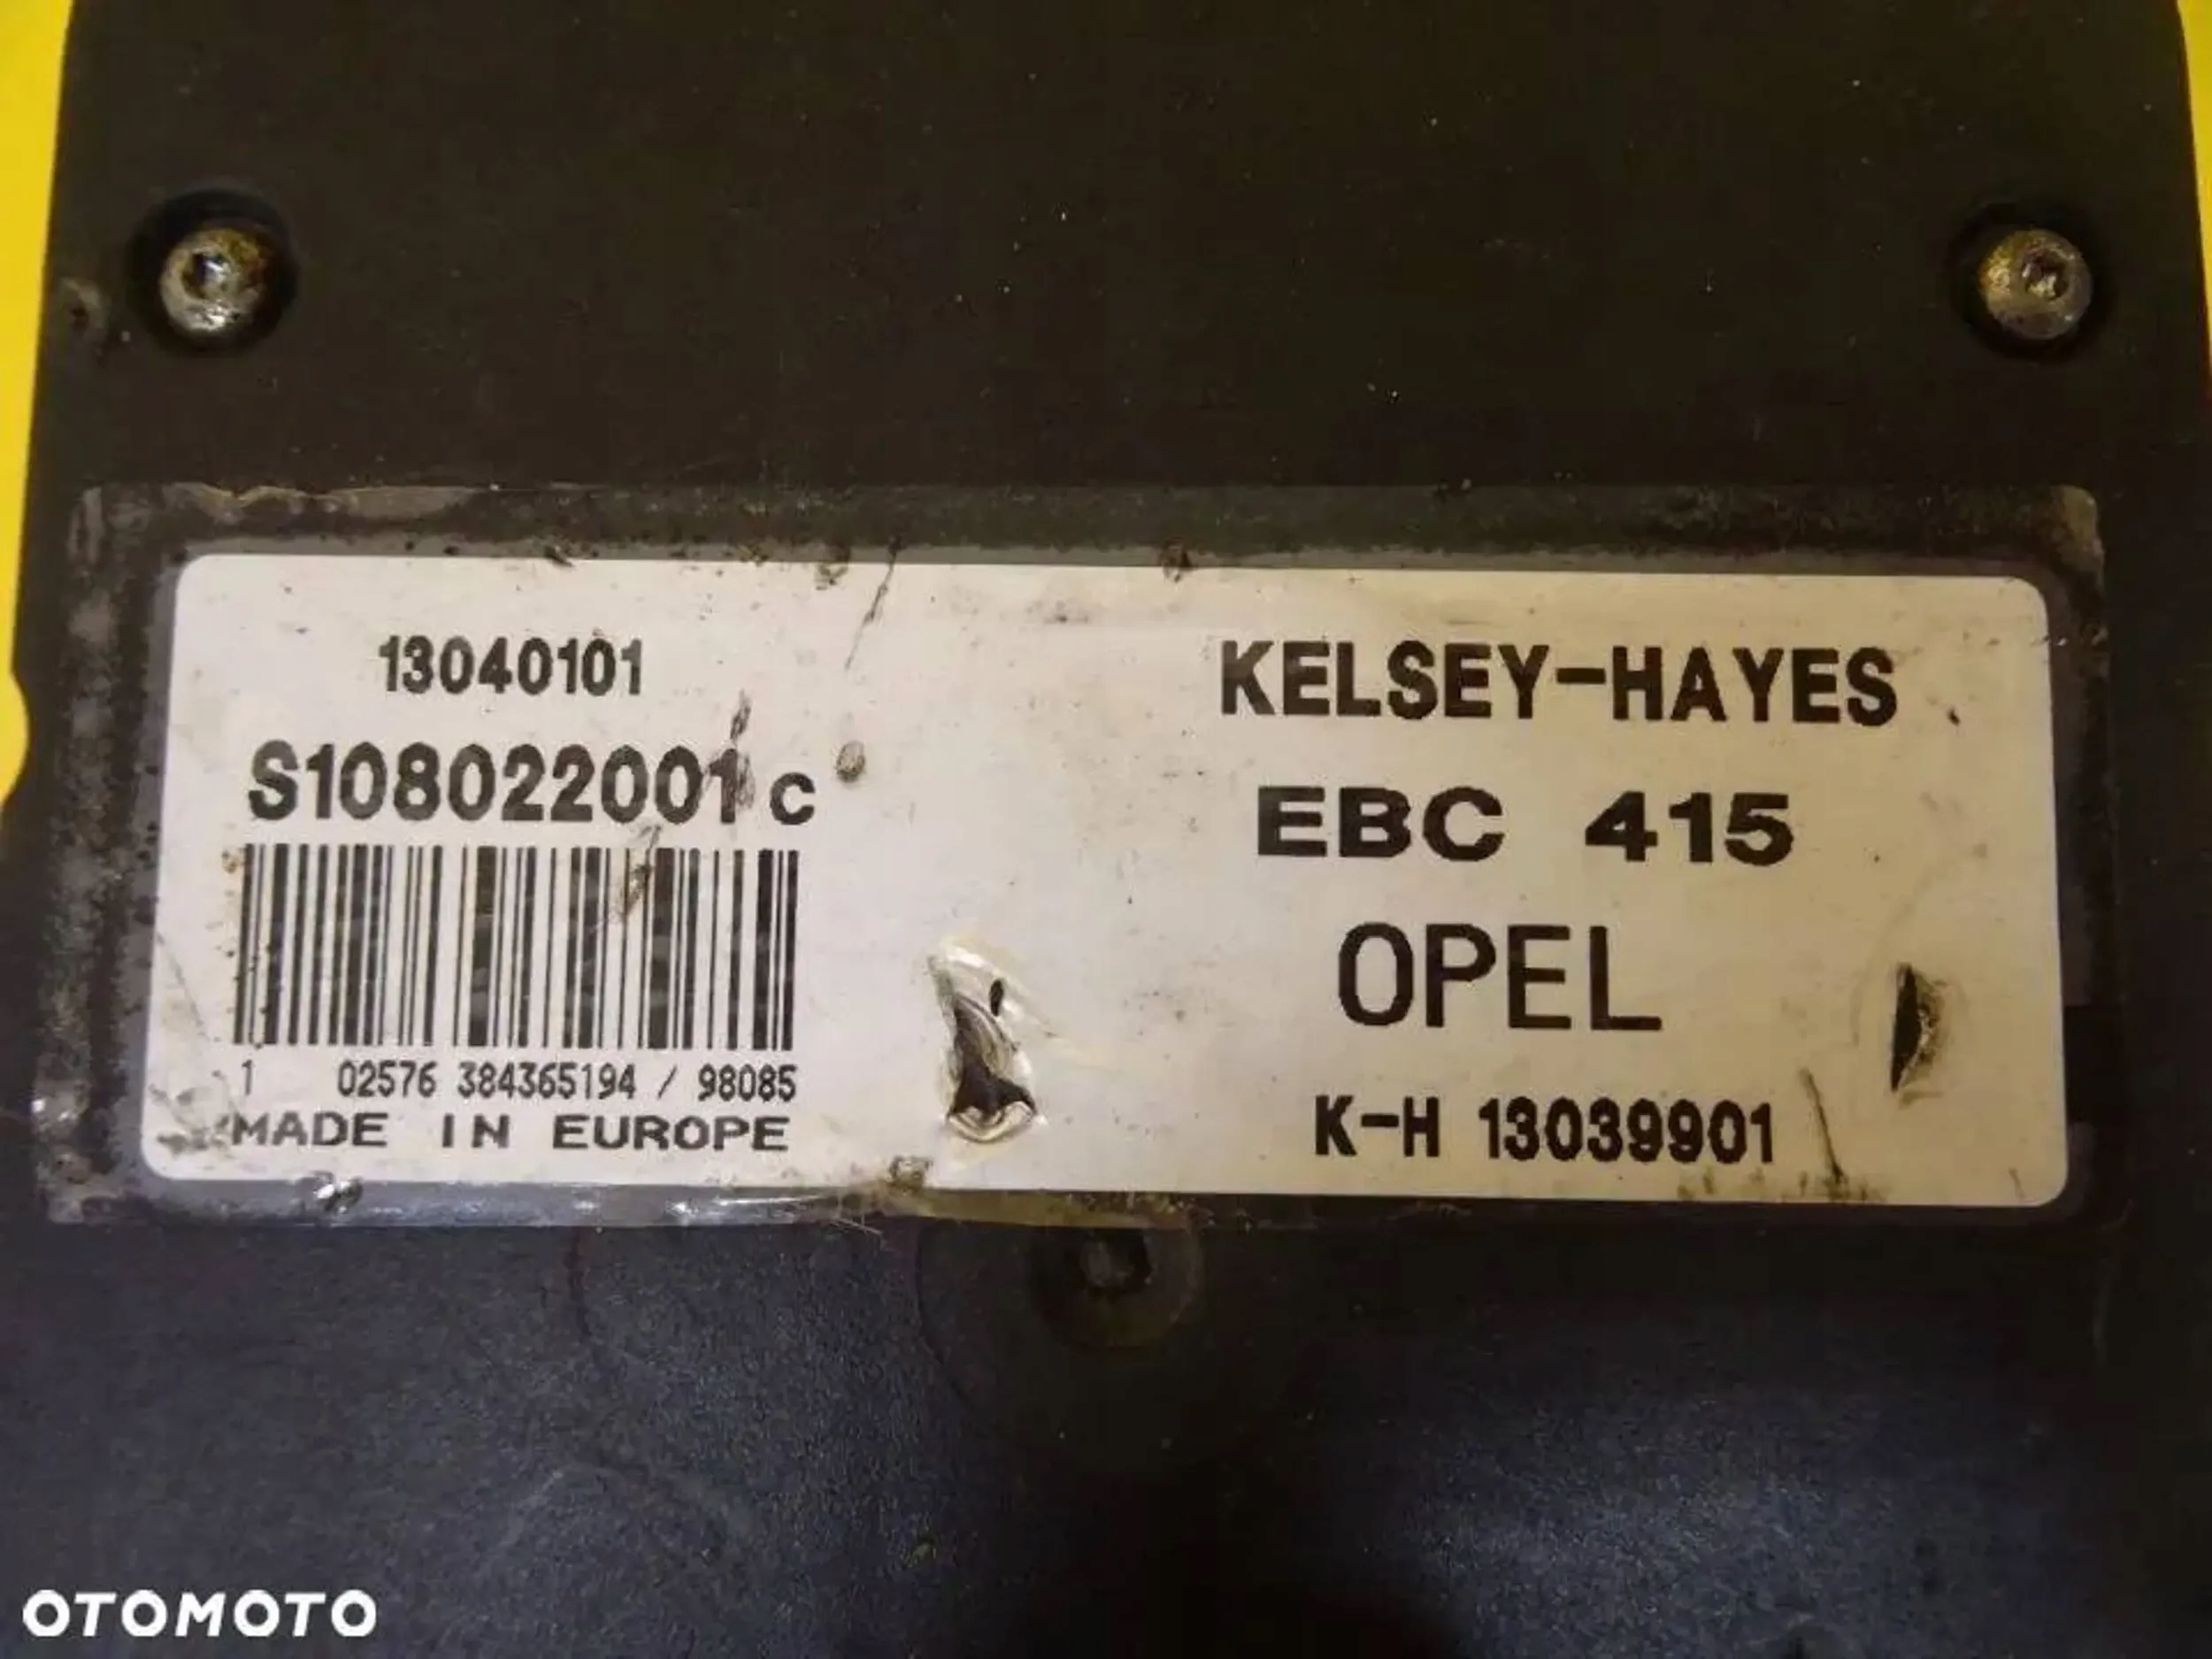 13040101
S108022001 c
1 02576 384365194 / 98085
MADE IN EUROPE
KELSEY-HAYES
EBC 415
OPEL
K-H 13039901
OTOMOTO